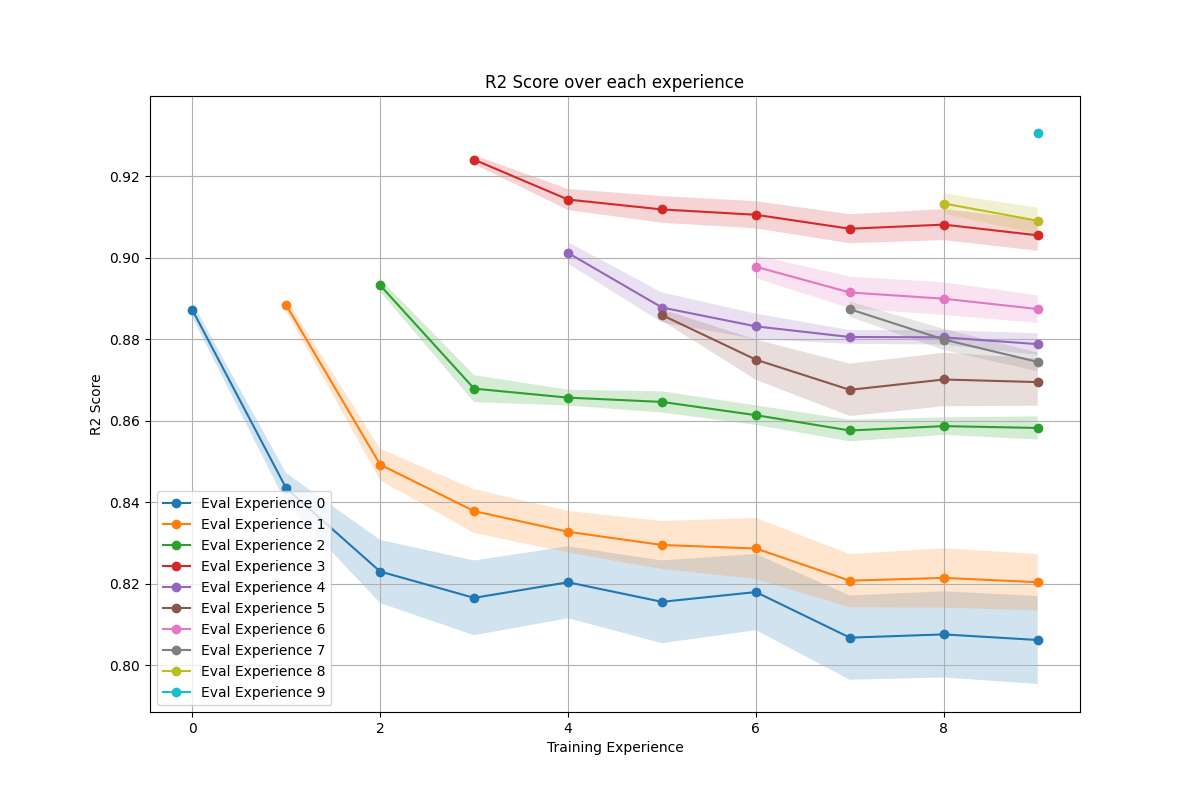 R2 Score over each experience
R2 Score
0.92
0.90
0.88
0.86
0.84
0.82
0.80
Eval Experience 0
Eval Experience 1
Eval Experience 2
Eval Experience 3
Eval Experience 4
Eval Experience 5
Eval Experience 6
Eval Experience 7
Eval Experience 8
Eval Experience 9
0 2 4 6 8
Training Experience